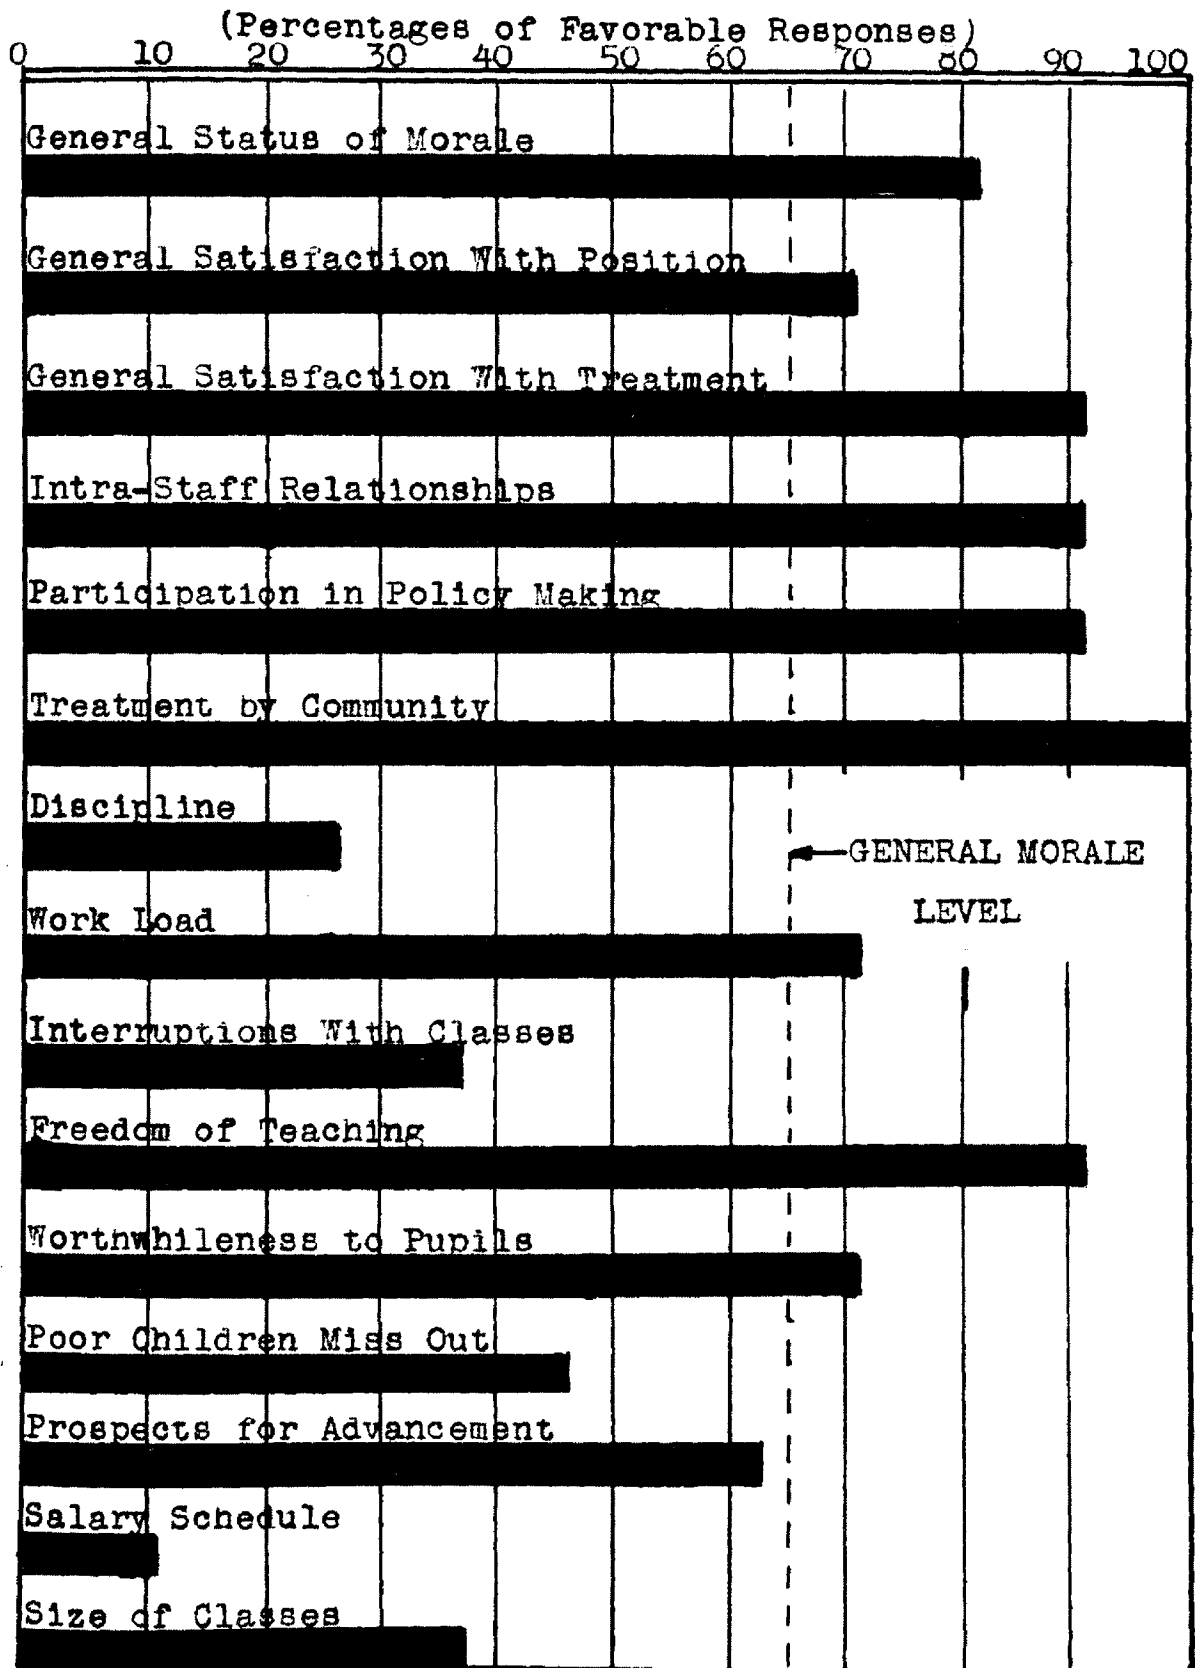 (Percentages of Favorable Responses)
0 10 20 30 40 50 60 70 80 90 100
General Status of Morale
General Satisfaction With Position
General Satisfaction With Treatment
Intra-Staff Relationships
Participation in Policy Making
Treatment by Community
Discipline
GENERAL MORALE
LEVEL
Work Load
Interruptions With Classes
Freedom of Teaching
Worthwhileness to Pupils
Poor Children Miss Out
Prospects for Advancement
Salary Schedule
Size of Classes